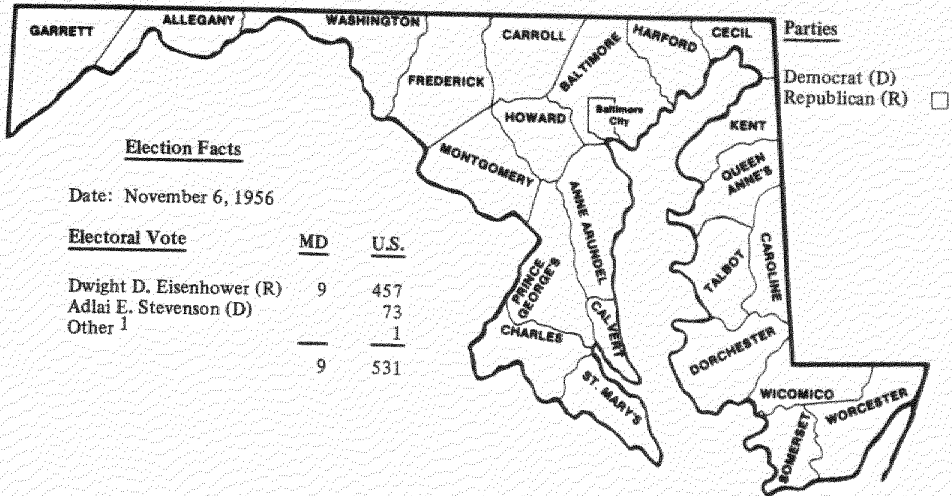 GARRETT
ALLEGANY
WASHINGTON
FREDERICK
CARROLL
BALTIMORE
HARFORD
CECIL
Baltimore
City
HOWARD
MONTGOMERY
ANNE ARUNDEL
PRINCE
GEORGE'S
CALVERT
CHARLES
ST. MARY'S
KENT
QUEEN
ANNE'S
TALBOT
CAROLINE
DORCHESTER
WICOMICO
SOMERSET
WORCESTER
Parties
Democrat (D)
Republican (R) □
Election Facts
Date: November 6, 1956
Electoral Vote MD U.S.
Dwight D. Eisenhower (R) 9 457
Adlai E. Stevenson (D) 73
Other 1 1
9 531